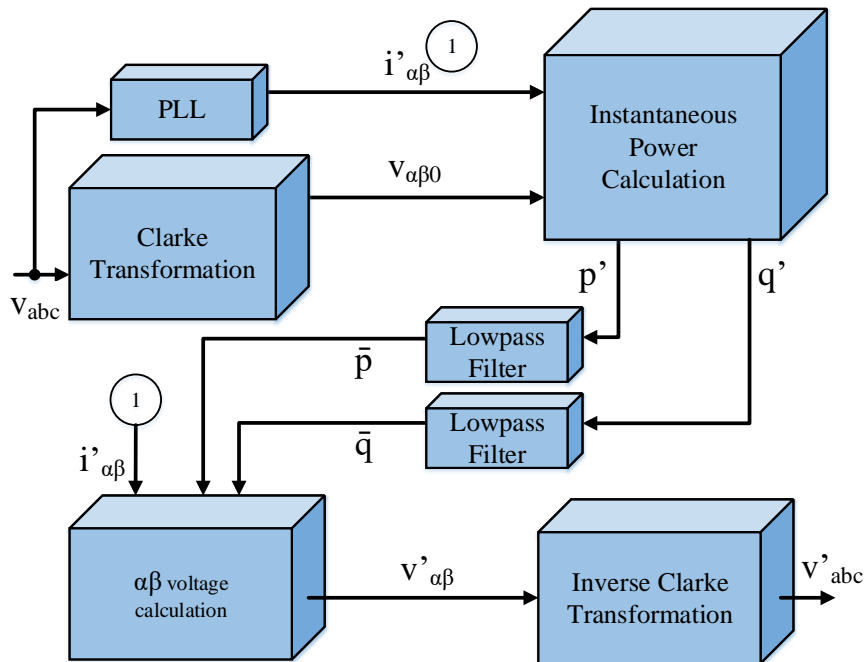 1
i’αβ
PLL
Instantaneous
Power
Calculation
vαβ0
Clarke
Transformation
vabc
p’
q’
Lowpass
Filter
p̄
1
Lowpass
Filter
q̄
i’αβ
αβ voltage
calculation
v’αβ
Inverse Clarke
Transformation
v’abc